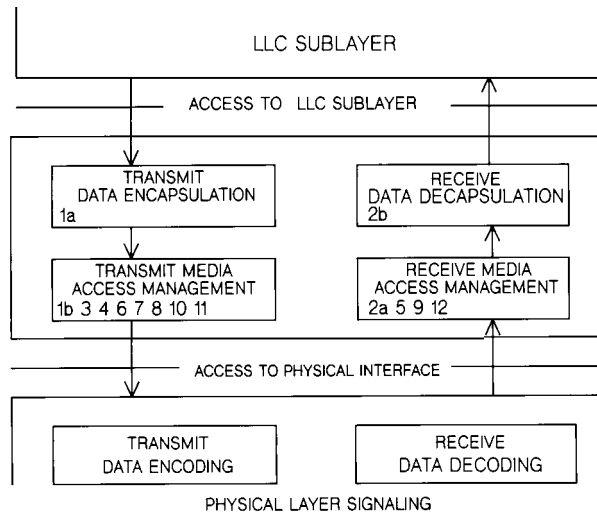 LLC SUBLAYER
ACCESS TO LLC SUBLAYER
TRANSMIT
DATA ENCAPSULATION
1a
RECEIVE
DATA DECAPSULATION
2b
TRANSMIT MEDIA
ACCESS MANAGEMENT
1b 3 4 6 7 8 10 11
RECEIVE MEDIA
ACCESS MANAGEMENT
2a 5 9 12
ACCESS TO PHYSICAL INTERFACE
TRANSMIT
DATA ENCODING
RECEIVE
DATA DECODING
PHYSICAL LAYER SIGNALING